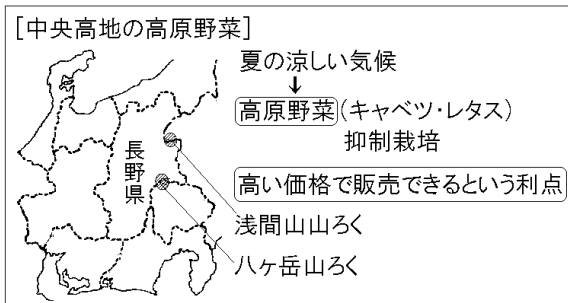 [中央高地の高原野菜]
夏の涼しい気候
↓
高原野菜(キャベツ・レタス)
抑制栽培
長野県
高い価格で販売できるという利点
浅間山山ろく
八ヶ岳山ろく